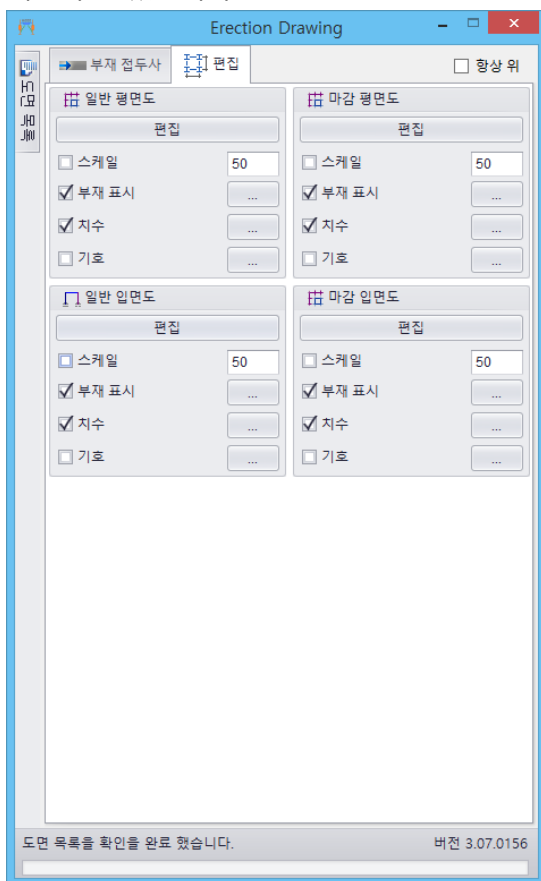 Erection Drawing
도면 목록
부재 접두사 편집 항상 위
일반 평면도 마감 평면도
편집 편집
스케일 50 스케일 50
부재 표시 ... 부재 표시 ...
치수 ... 치수 ...
기호 ... 기호 ...
일반 입면도 마감 입면도
편집 편집
스케일 50 스케일 50
부재 표시 ... 부재 표시 ...
치수 ... 치수 ...
기호 ... 기호 ...
도면 목록을 확인을 완료 했습니다. 버전 3.07.0156